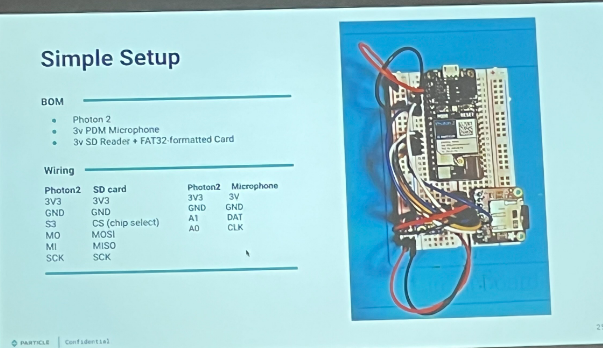 Simple Setup
BOM
• Photon 2
• 3v PDM Microphone
• 3v SD Reader + FAT32-formatted Card
Wiring
Photon2 SD card
3V3 3V3
GND GND
S3 CS (chip select)
MO MOSI
MI MISO
SCK SCK
Photon2 Microphone
3V3 3V
GND GND
A1 DAT
A0 CLK
PARTICLE | Confidential